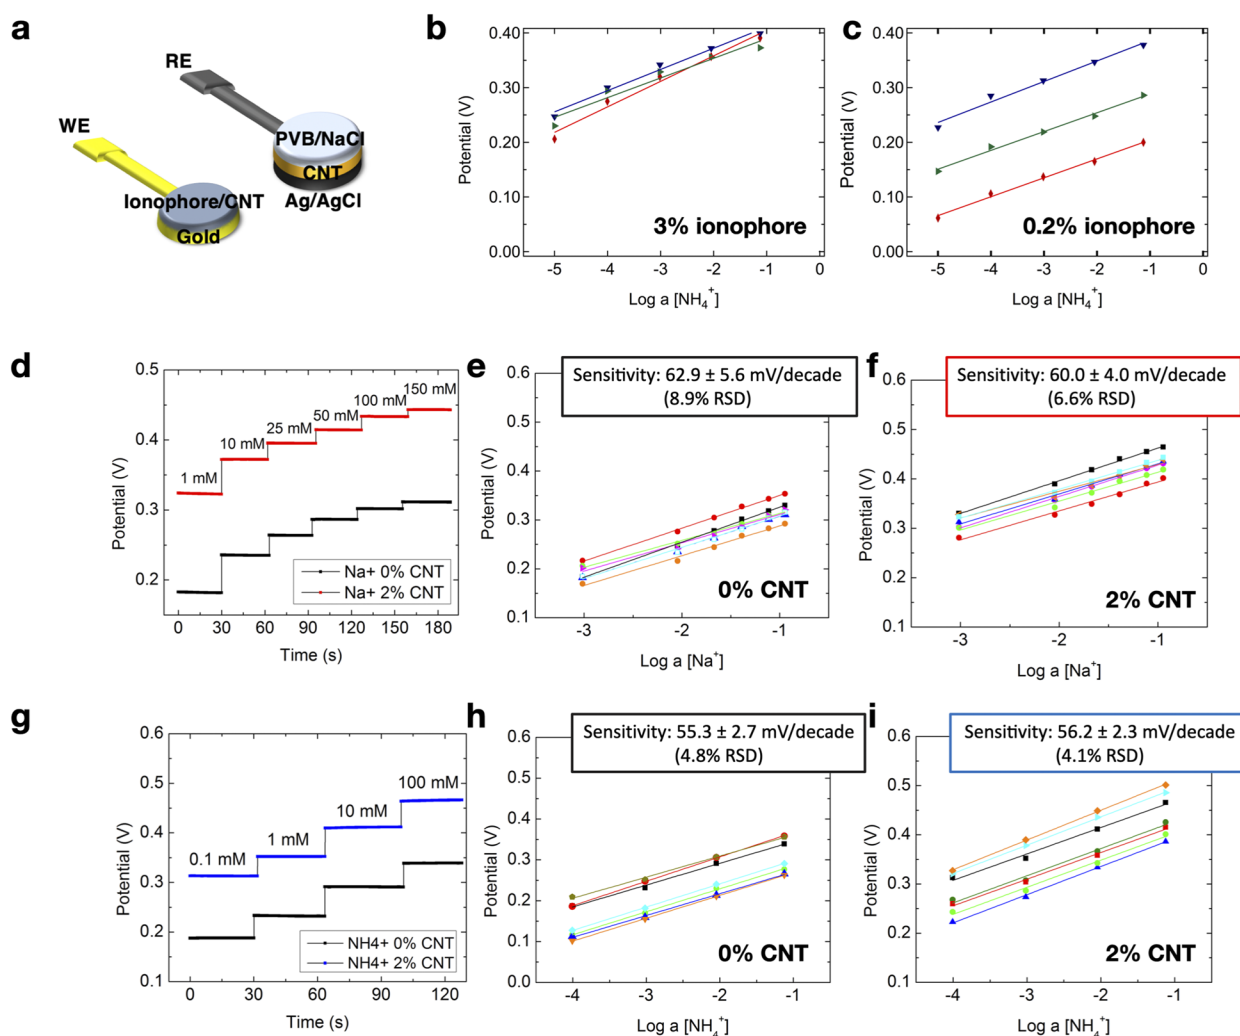 a
RE
WE
PVB/NaCl
CNT
Ag/AgCl
Ionophore/CNT
Gold
b
0.40
0.30
0.20
0.10
0.00
Potential (V)
3% ionophore
-5 -4 -3 -2 -1 0
Log a [NH₄⁺]
c
0.40
0.30
0.20
0.10
0.00
Potential (V)
0.2% ionophore
-5 -4 -3 -2 -1 0
Log a [NH₄⁺]
d
0.5
0.4
0.3
0.2
Potential (V)
1 mM
10 mM
25 mM
50 mM
100 mM
150 mM
Na+ 0% CNT
Na+ 2% CNT
0 30 60 90 120 150 180
Time (s)
e
Sensitivity: 62.9 ± 5.6 mV/decade
(8.9% RSD)
0.6
0.5
0.4
0.3
0.2
0.1
Potential (V)
0% CNT
-3 -2 -1
Log a [Na⁺]
f
Sensitivity: 60.0 ± 4.0 mV/decade
(6.6% RSD)
0.6
0.5
0.4
0.3
0.2
0.1
Potential (V)
2% CNT
-3 -2 -1
Log a [Na⁺]
g
0.6
0.5
0.4
0.3
0.2
0.1
Potential (V)
0.1 mM
1 mM
10 mM
100 mM
NH4+ 0% CNT
NH4+ 2% CNT
0 30 60 90 120
Time (s)
h
Sensitivity: 55.3 ± 2.7 mV/decade
(4.8% RSD)
0.6
0.5
0.4
0.3
0.2
0.1
0.0
Potential (V)
0% CNT
-4 -3 -2 -1
Log a [NH₄⁺]
i
Sensitivity: 56.2 ± 2.3 mV/decade
(4.1% RSD)
0.6
0.5
0.4
0.3
0.2
0.1
Potential (V)
2% CNT
-4 -3 -2 -1
Log a [NH₄⁺]